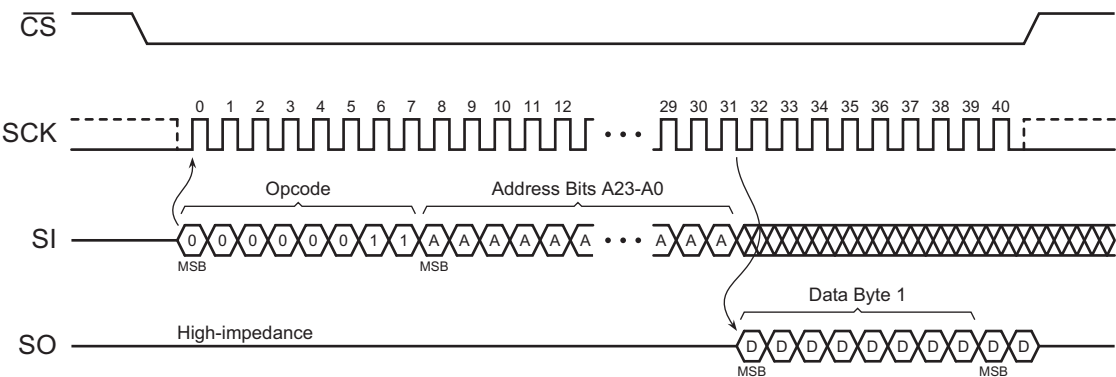 CS
0 1 2 3 4 5 6 7 8 9 10 11 12 29 30 31 32 33 34 35 36 37 38 39 40
SCK
Opcode Address Bits A23-A0
SI 0 0 0 0 0 0 1 1 A A A A A A • • • A A A
MSB MSB
Data Byte 1
High-impedance
SO D D D D D D D D D D
MSB MSB